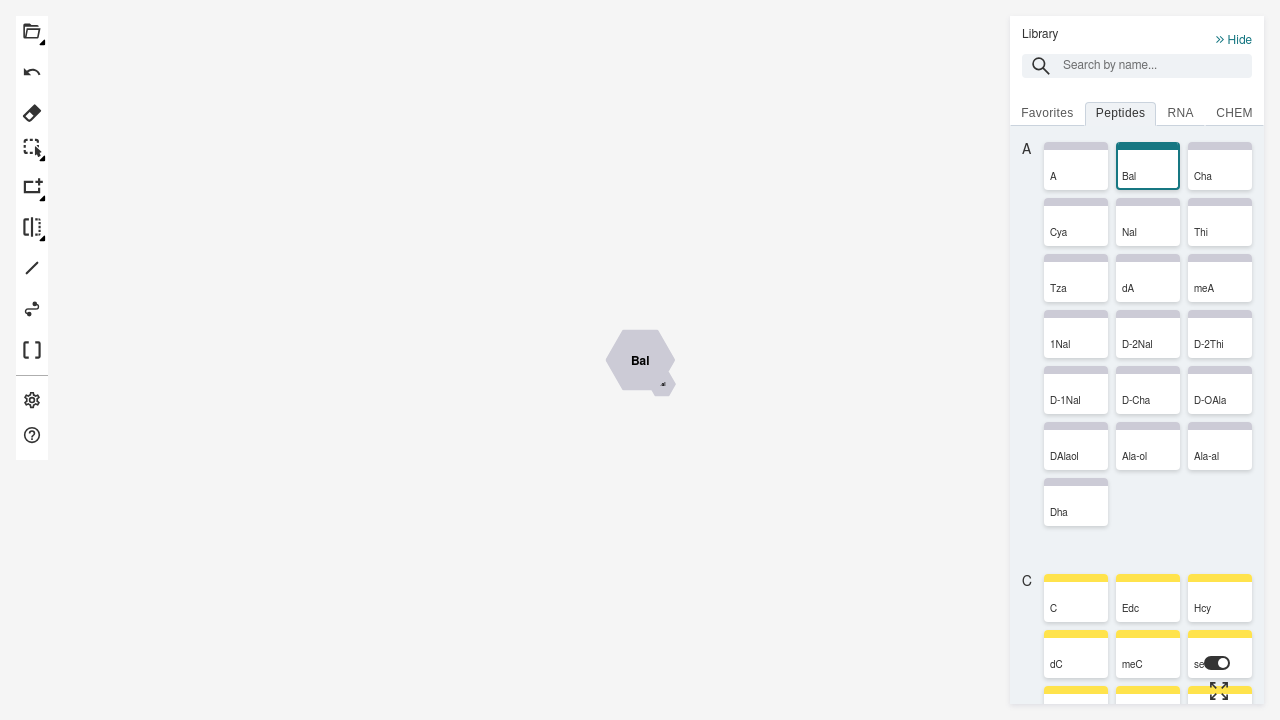 Library
Hide
Search by name...
Favorites
Peptides
RNA
CHEM
A
A
Bal
Cha
Cya
Nal
Thi
Tza
dA
meA
1Nal
D-2Nal
D-2Thi
D-1Nal
D-Cha
D-OAla
DAlaol
Ala-ol
Ala-al
Dha
C
C
Edc
Hcy
dC
meC
Bal